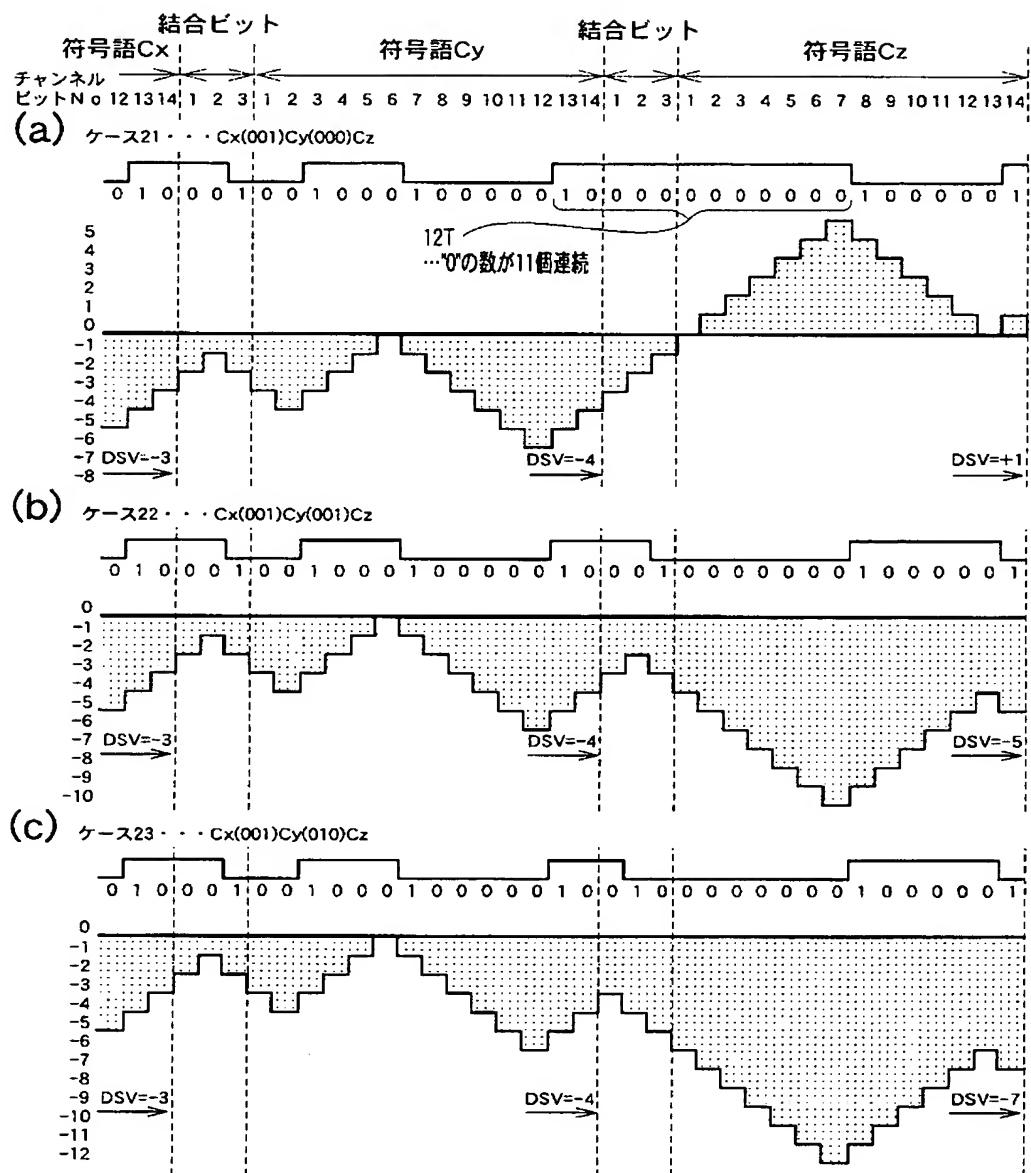 結合ビット 結合ビット
符号語Cx 符号語Cy 符号語Cz
チャンネル
ビットNo 12 13 14 1 2 3 1 2 3 4 5 6 7 8 9 10 11 12 13 14 1 2 3 1 2 3 4 5 6 7 8 9 10 11 12 13 14
(a) ケース21・・・Cx(001)Cy(000)Cz
0 1 0 0 0 1 0 0 1 0 0 0 1 0 0 0 0 0 1 0 0 0 0 0 0 0 0 0 0 0 1 0 0 0 0 0 1
12T
…"0"の数が11個連続
5
4
3
2
1
0
-1
-2
-3
-4
-5
-6
-7
-8
DSV=-3 DSV=-4 DSV=+1
(b) ケース22・・・Cx(001)Cy(001)Cz
0 1 0 0 0 1 0 0 1 0 0 0 1 0 0 0 0 0 1 0 0 0 1 0 0 0 0 0 0 0 1 0 0 0 0 0 1
0
-1
-2
-3
-4
-5
-6
-7
-8
-9
-10
DSV=-3 DSV=-4 DSV=-5
(c) ケース23・・・Cx(001)Cy(010)Cz
0 1 0 0 0 1 0 0 1 0 0 0 1 0 0 0 0 0 1 0 0 1 0 0 0 0 0 0 0 0 1 0 0 0 0 0 1
0
-1
-2
-3
-4
-5
-6
-7
-8
-9
-10
-11
-12
DSV=-3 DSV=-4 DSV=-7